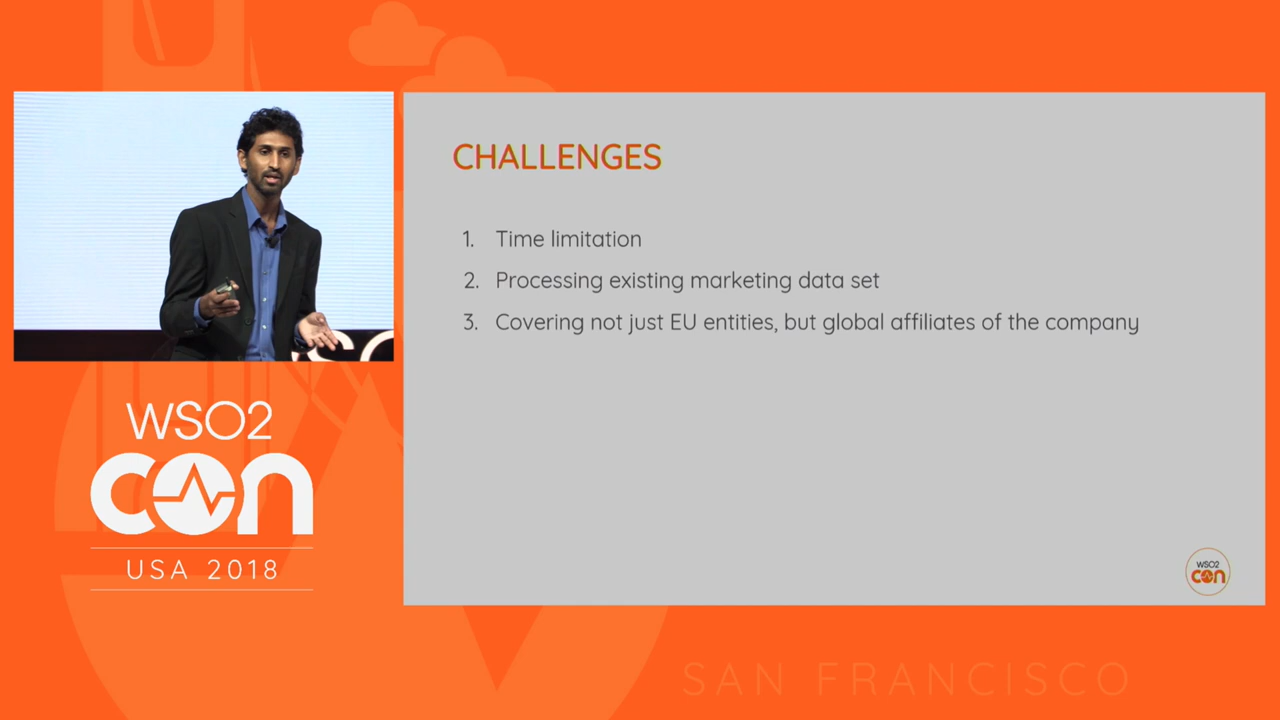 CHALLENGES
1. Time limitation
2. Processing existing marketing data set
3. Covering not just EU entities, but global affiliates of the company
WSO2
con
USA 2018
WSO2
con
SAN FRANCISCO